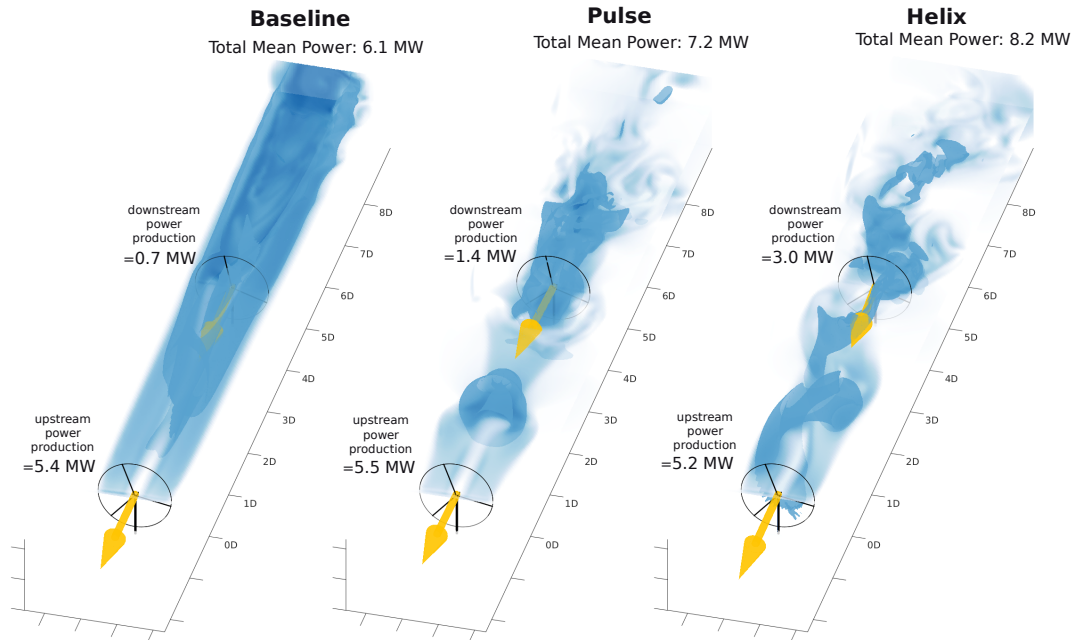 Baseline
Total Mean Power: 6.1 MW
downstream
power
production
=0.7 MW
upstream
power
production
=5.4 MW
8D
7D
6D
5D
4D
3D
2D
1D
0D
Pulse
Total Mean Power: 7.2 MW
downstream
power
production
=1.4 MW
upstream
power
production
=5.5 MW
8D
7D
6D
5D
4D
3D
2D
1D
0D
Helix
Total Mean Power: 8.2 MW
downstream
power
production
=3.0 MW
upstream
power
production
=5.2 MW
8D
7D
6D
5D
4D
3D
2D
1D
0D